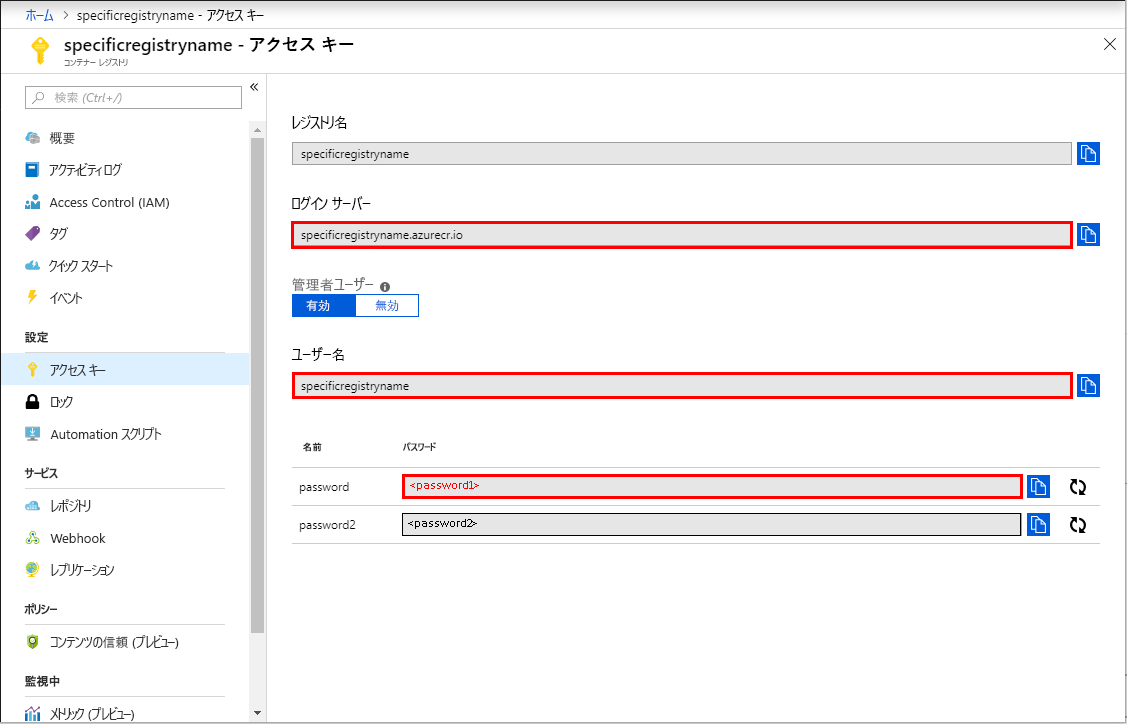 ホーム > specificregistryname - アクセス キー
specificregistryname - アクセス キー
コンテナー レジストリ
検索 (Ctrl+/)
«
概要
アクティビティログ
Access Control (IAM)
タグ
クイック スタート
イベント
設定
アクセス キー
ロック
Automation スクリプト
サービス
レポジトリ
Webhook
レプリケーション
ポリシー
コンテンツの信頼 (プレビュー)
監視中
メトリック (プレビュー)
レジストリ名
specificregistryname
ログイン サーバー
specificregistryname.azurecr.io
管理者ユーザー
有効 無効
ユーザー名
specificregistryname
名前 パスワード
password <password1>
password2 <password2>